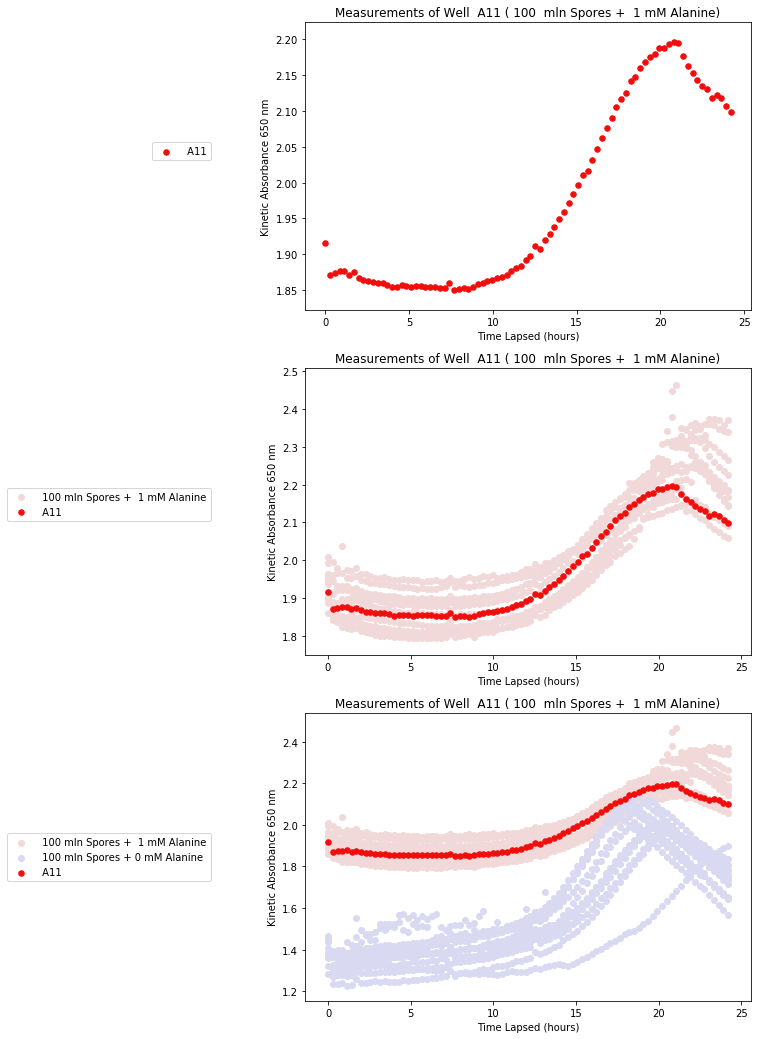 Measurements of Well  A11 ( 100  mln Spores +  1 mM Alanine)
Kinetic Absorbance 650 nm
2.20
2.15
2.10
2.05
2.00
1.95
1.90
1.85
A11
0
5
10
15
20
25
Time Lapsed (hours)
Measurements of Well  A11 ( 100  mln Spores +  1 mM Alanine)
Kinetic Absorbance 650 nm
2.5
2.4
2.3
2.2
2.1
2.0
1.9
1.8
100 mln Spores +  1 mM Alanine
A11
0
5
10
15
20
25
Time Lapsed (hours)
Measurements of Well  A11 ( 100  mln Spores +  1 mM Alanine)
Kinetic Absorbance 650 nm
2.4
2.2
2.0
1.8
1.6
1.4
1.2
100 mln Spores +  1 mM Alanine
100 mln Spores + 0 mM Alanine
A11
0
5
10
15
20
25
Time Lapsed (hours)